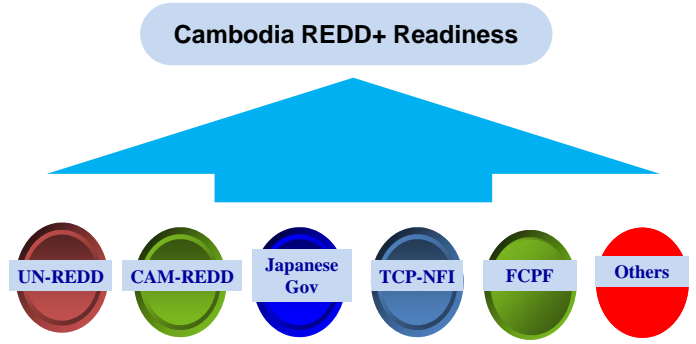 Cambodia REDD+ Readiness
UN-REDD
CAM-REDD
Japanese
Gov
TCP-NFI
FCPF
Others